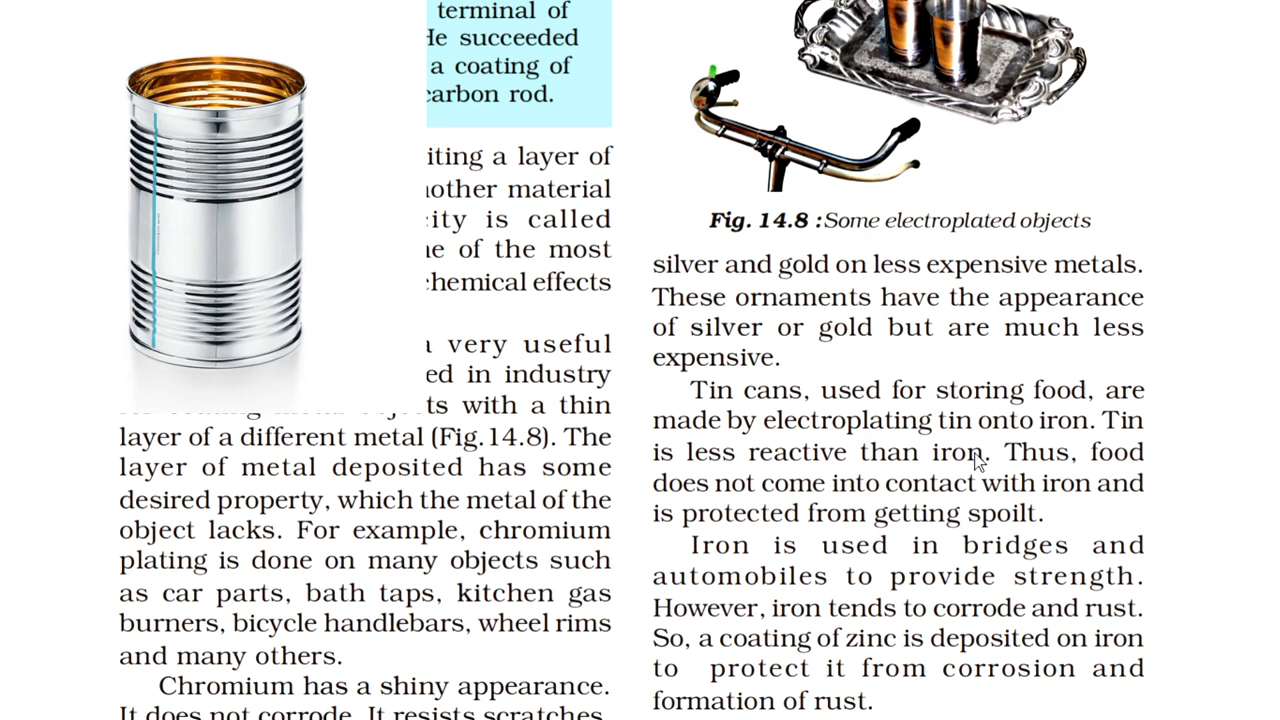 terminal of
He succeeded
a coating of
carbon rod.
a layer of
material
is called
of the most
chemical effects
very useful
in industry
with a thin
layer of a different metal (Fig.14.8). The
layer of metal deposited has some
desired property, which the metal of the
object lacks. For example, chromium
plating is done on many objects such
as car parts, bath taps, kitchen gas
burners, bicycle handlebars, wheel rims
and many others.
Chromium has a shiny appearance.
It does not corrode. It resists scratches.
Fig. 14.8 : Some electroplated objects
silver and gold on less expensive metals.
These ornaments have the appearance
of silver or gold but are much less
expensive.
Tin cans, used for storing food, are
made by electroplating tin onto iron. Tin
is less reactive than iron. Thus, food
does not come into contact with iron and
is protected from getting spoilt.
Iron is used in bridges and
automobiles to provide strength.
However, iron tends to corrode and rust.
So, a coating of zinc is deposited on iron
to protect it from corrosion and
formation of rust.